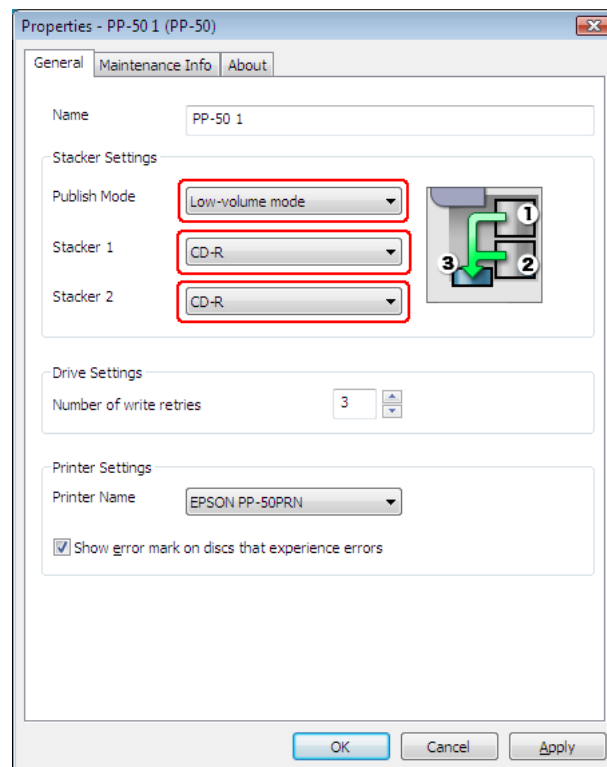 Properties - PP-50 1 (PP-50)
General Maintenance Info About
Name PP-50 1
Stacker Settings
Publish Mode Low-volume mode
Stacker 1 CD-R
Stacker 2 CD-R
1
3 2
Drive Settings
Number of write retries 3
Printer Settings
Printer Name EPSON PP-50PRN
Show error mark on discs that experience errors
OK Cancel Apply